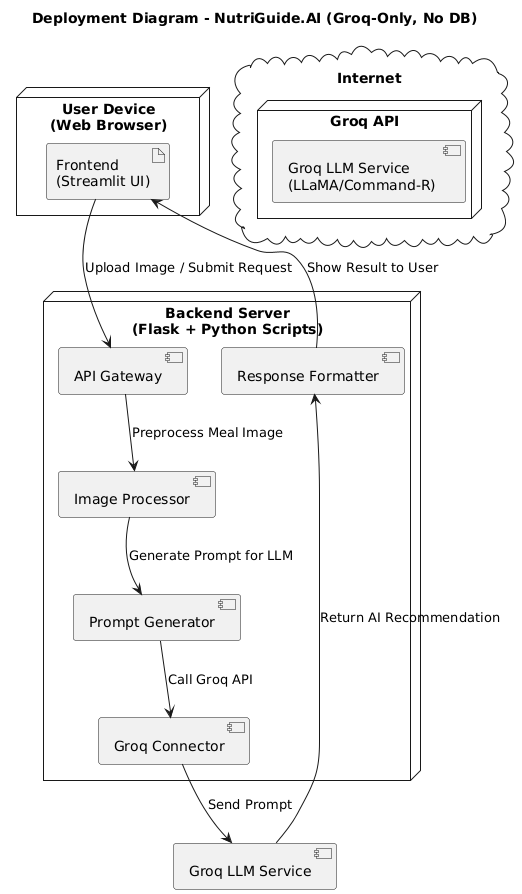 Deployment Diagram - NutriGuide.AI (Groq-Only, No DB)
Internet
Groq API
Groq LLM Service
(LLaMA/Command-R)
User Device
(Web Browser)
Frontend
(Streamlit UI)
Upload Image / Submit Request
Show Result to User
Backend Server
(Flask + Python Scripts)
API Gateway
Response Formatter
Preprocess Meal Image
Image Processor
Generate Prompt for LLM
Prompt Generator
Return AI Recommendation
Call Groq API
Groq Connector
Send Prompt
Groq LLM Service